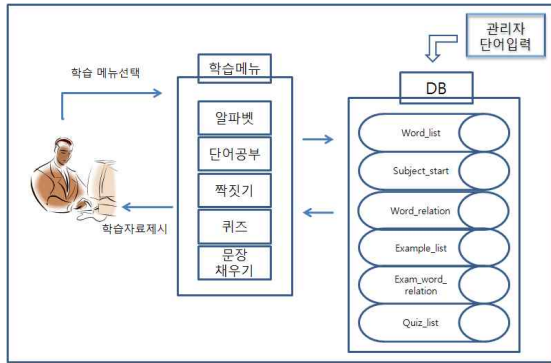 관리자
단어입력
학습 메뉴선택
학습메뉴
DB
알파벳
단어공부
짝짓기
퀴즈
문장
채우기
학습자료제시
Word_list
Subject_start
Word_relation
Example_list
Exam_word_
relation
Quiz_list